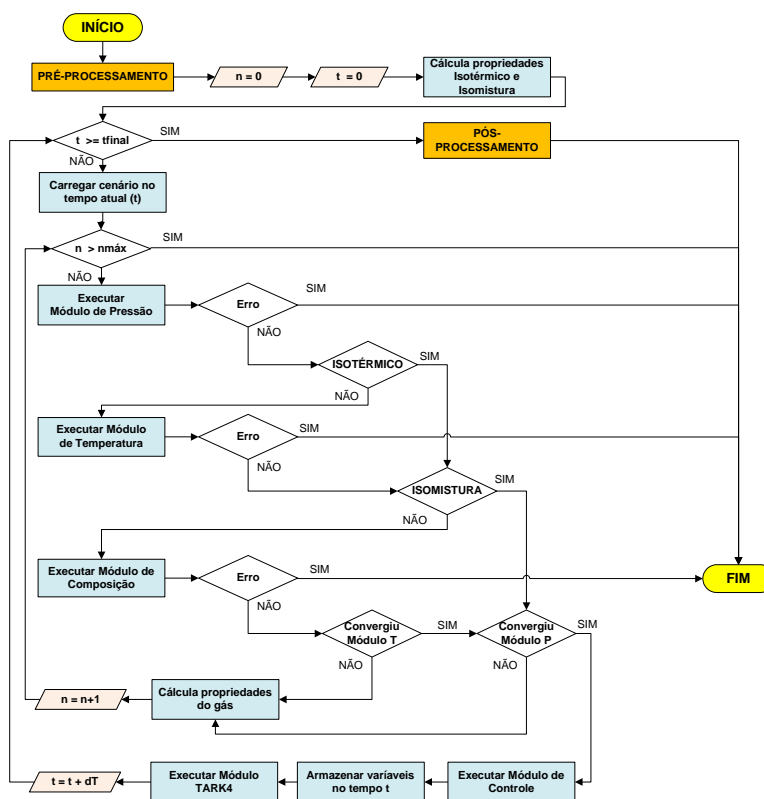 INÍCIO
PRÉ-PROCESSAMENTO
n = 0
t = 0
Cálcula propriedades
Isotérmico e
Isomistura
t >= tfinal
SIM
PÓS-
PROCESSAMENTO
NÃO
Carregar cenário no
tempo atual (t)
n > nmáx
SIM
NÃO
Executar
Módulo de Pressão
Erro
SIM
NÃO
ISOTÉRMICO
SIM
NÃO
Executar Módulo
de Temperatura
Erro
SIM
NÃO
ISOMISTURA
SIM
NÃO
Executar Módulo de
Composição
Erro
SIM
FIM
NÃO
Convergiu
Módulo T
SIM
Convergiu
Módulo P
SIM
NÃO
NÃO
n = n+1
Cálcula propriedades
do gás
t = t + dT
Executar Módulo
TARK4
Armazenar varíaveis
no tempo t
Executar Módulo de
Controle